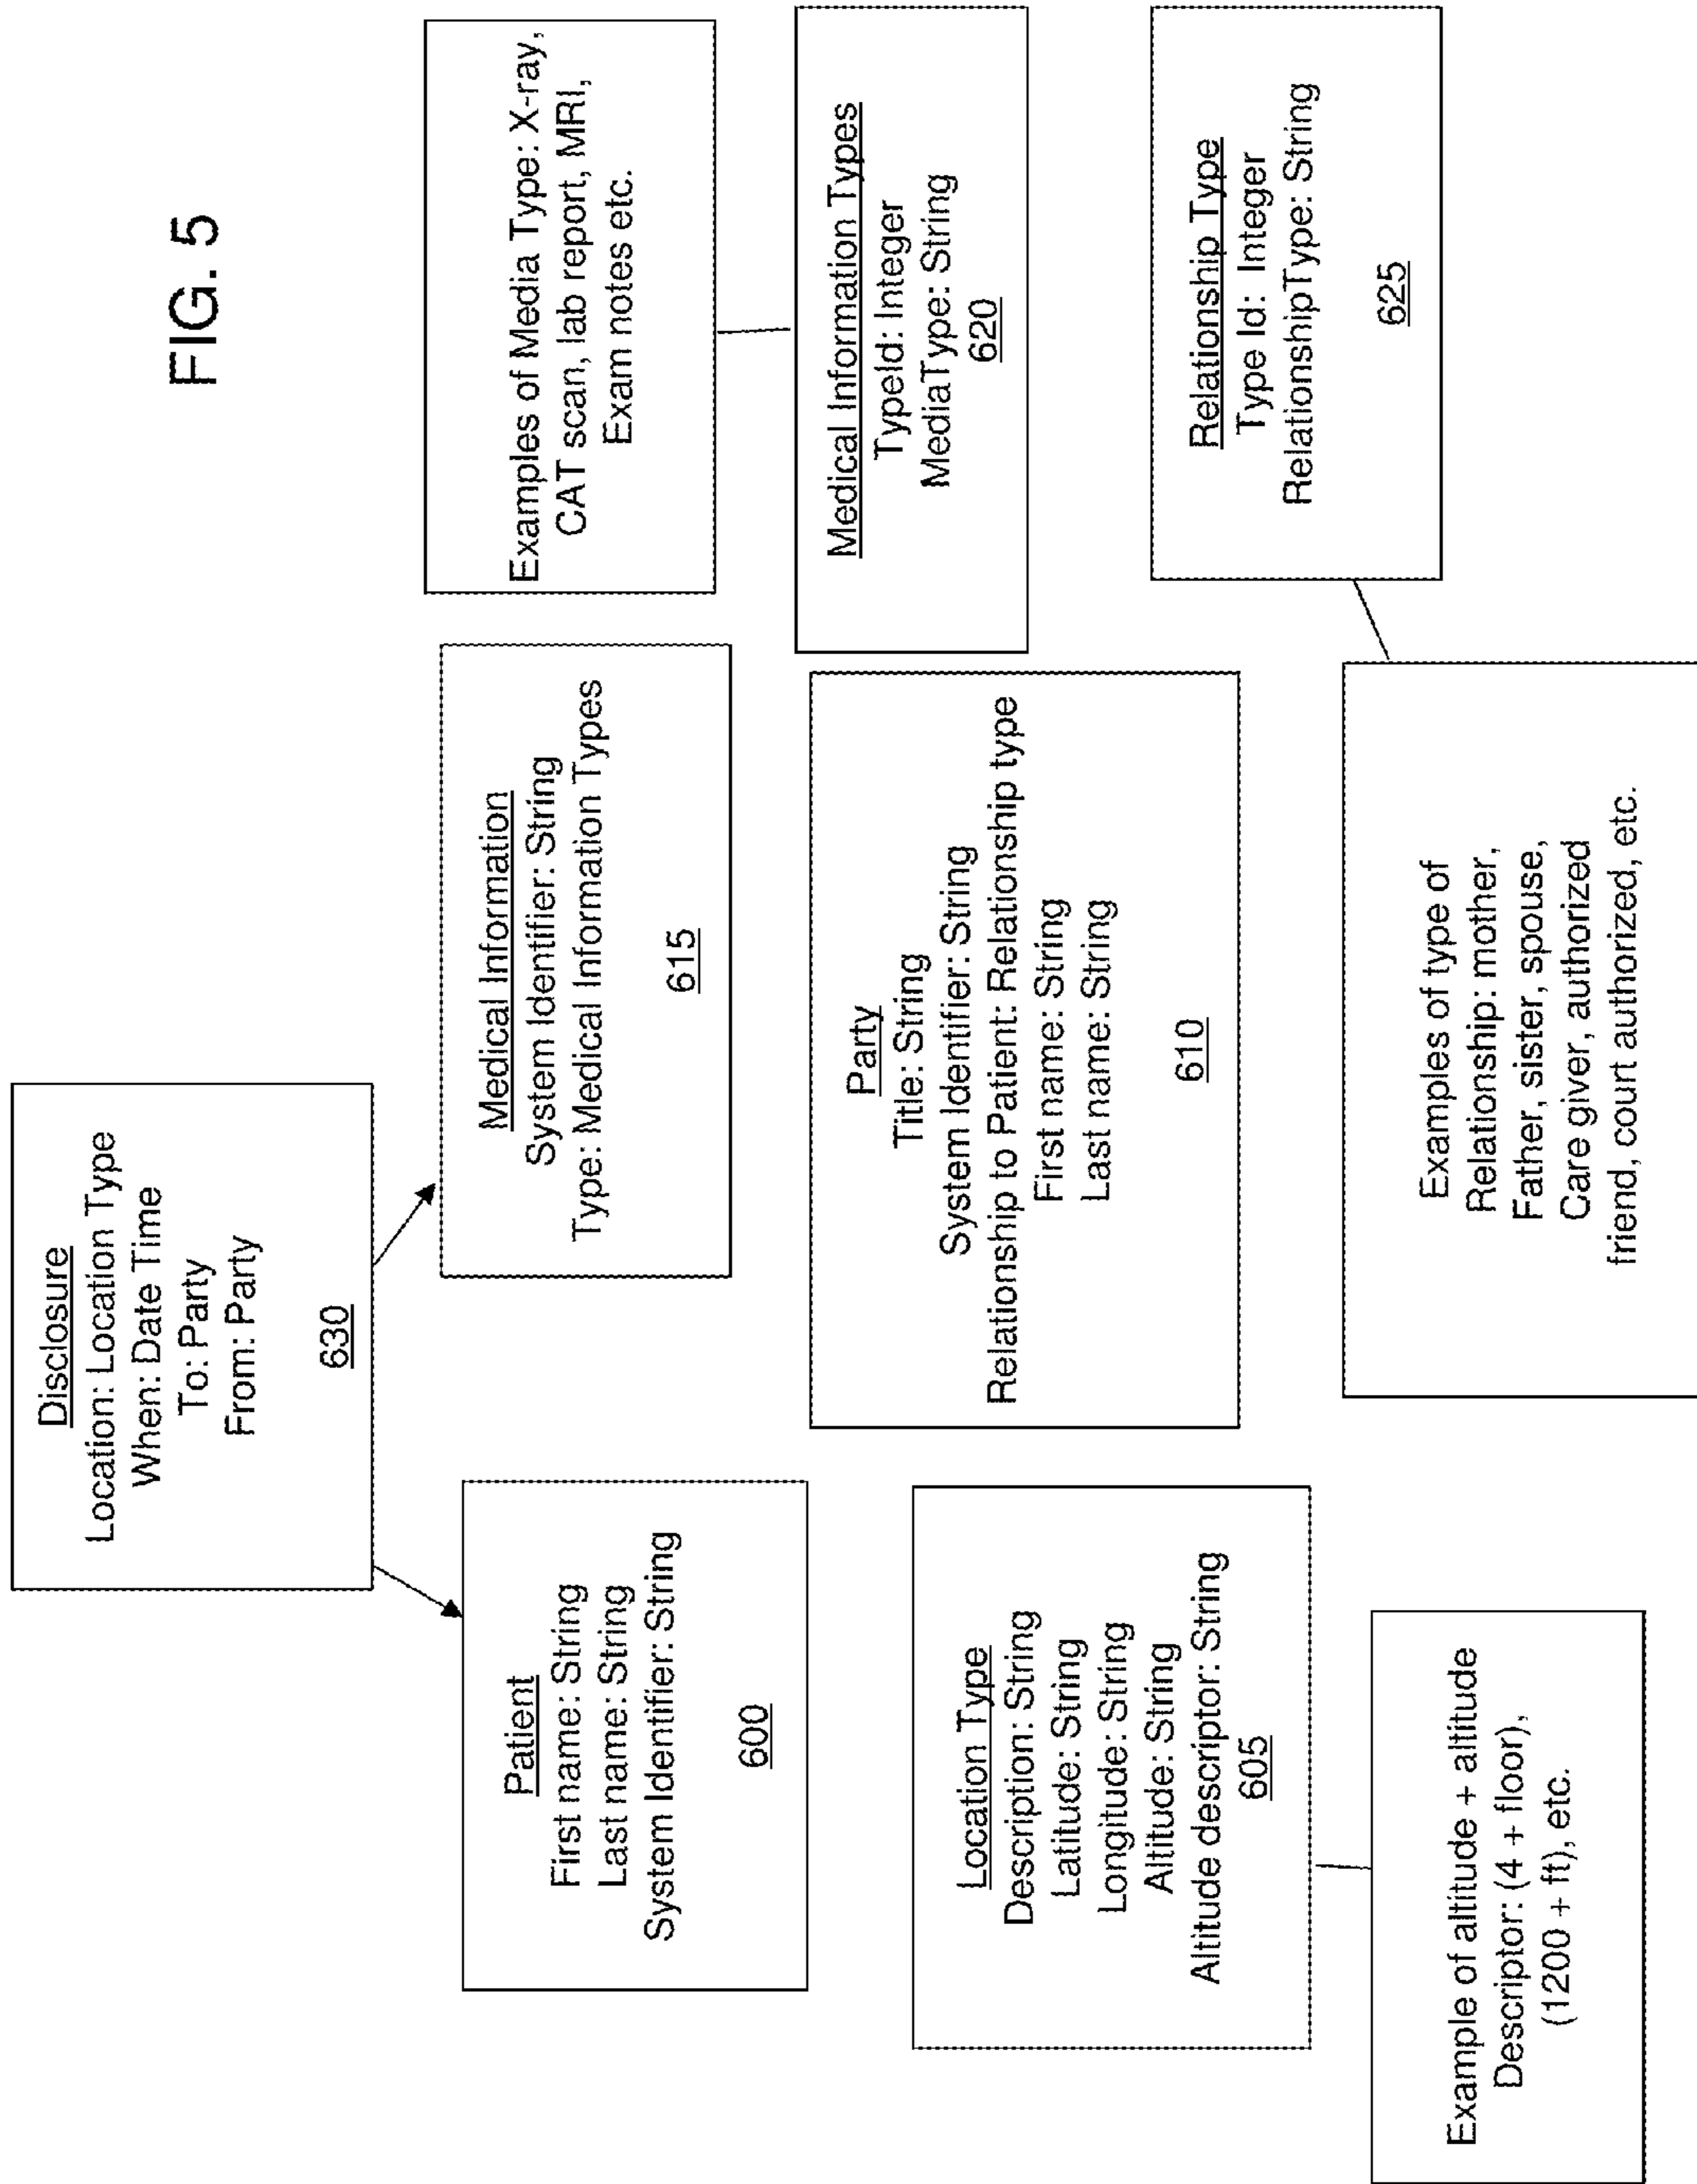 FIG. 5
Disclosure
Location: Location Type
When: Date Time
To: Party
From: Party
630
Patient
First name: String
Last name: String
System Identifier: String
600
Medical Information
System Identifier: String
Type: Medical Information Types
615
Examples of Media Type: X-ray,
CAT scan, lab report, MRI,
Exam notes etc.
Location Type
Description: String
Latitude: String
Longitude: String
Altitude: String
Altitude descriptor: String
605
Party
Title: String
System Identifier: String
Relationship to Patient: Relationship type
First name: String
Last name: String
610
Medical Information Types
TypeId: Integer
MediaType: String
620
Relationship Type
Type Id: Integer
RelationshipType: String
625
Example of altitude + altitude
Descriptor: (4 + floor),
(1200 + ft), etc.
Examples of type of
Relationship: mother,
Father, sister, spouse,
Care giver, authorized
friend, court authorized, etc.